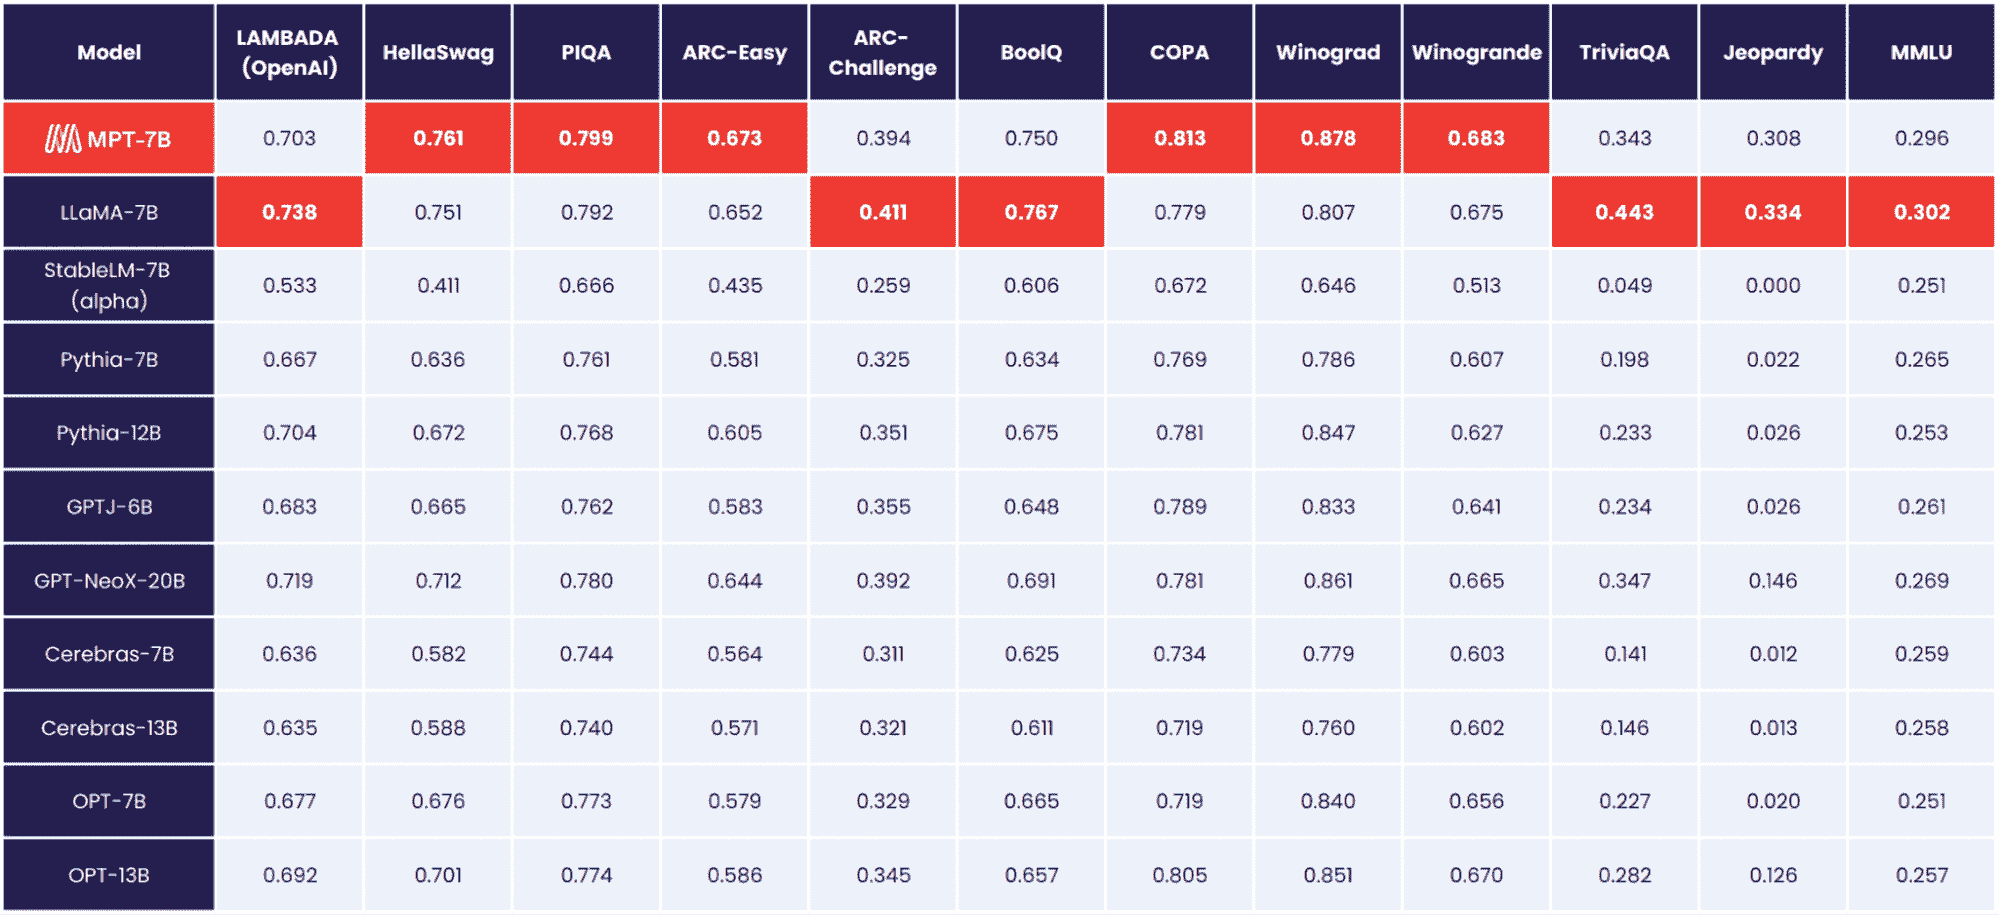 Model LAMBADA (OpenAI) HellaSwag PIQA ARC-Easy ARC-Challenge BoolQ COPA Winograd Winogrande TriviaQA Jeopardy MMLU
MPT-7B 0.703 0.761 0.799 0.673 0.394 0.750 0.813 0.878 0.683 0.343 0.308 0.296
LLaMA-7B 0.738 0.751 0.792 0.652 0.411 0.767 0.779 0.807 0.675 0.443 0.334 0.302
StableLM-7B (alpha) 0.533 0.411 0.666 0.435 0.259 0.606 0.672 0.646 0.513 0.049 0.000 0.251
Pythia-7B 0.667 0.636 0.761 0.581 0.325 0.634 0.769 0.786 0.607 0.198 0.022 0.265
Pythia-12B 0.704 0.672 0.768 0.605 0.351 0.675 0.781 0.847 0.627 0.233 0.026 0.253
GPTJ-6B 0.683 0.665 0.762 0.583 0.355 0.648 0.789 0.833 0.641 0.234 0.026 0.261
GPT-NeoX-20B 0.719 0.712 0.780 0.644 0.392 0.691 0.781 0.861 0.665 0.347 0.146 0.269
Cerebras-7B 0.636 0.582 0.744 0.564 0.311 0.625 0.734 0.779 0.603 0.141 0.012 0.259
Cerebras-13B 0.635 0.588 0.740 0.571 0.321 0.611 0.719 0.760 0.602 0.146 0.013 0.258
OPT-7B 0.677 0.676 0.773 0.579 0.329 0.665 0.719 0.840 0.656 0.227 0.020 0.251
OPT-13B 0.692 0.701 0.774 0.586 0.345 0.657 0.805 0.851 0.670 0.282 0.126 0.257